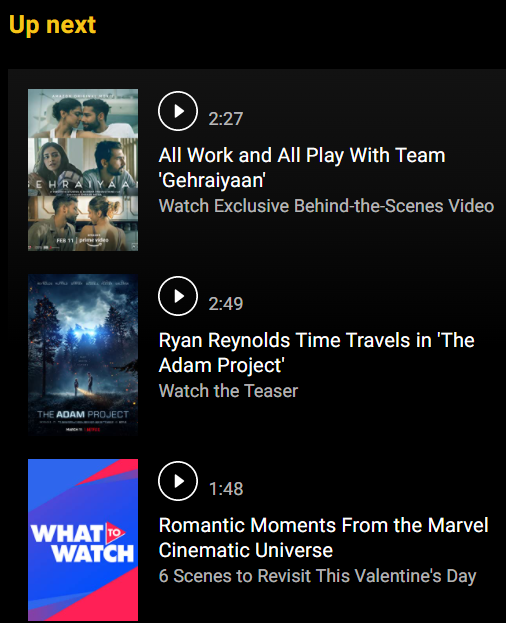 Up next
2:27
All Work and All Play With Team
'Gehraiyaan'
Watch Exclusive Behind-the-Scenes Video
GEHRAIYAAN
FEB 11 | prime video
2:49
Ryan Reynolds Time Travels in 'The
Adam Project'
Watch the Teaser
THE ADAM PROJECT
MARCH 11 | NETFLIX
1:48
Romantic Moments From the Marvel
Cinematic Universe
6 Scenes to Revisit This Valentine's Day
WHAT TO
WATCH